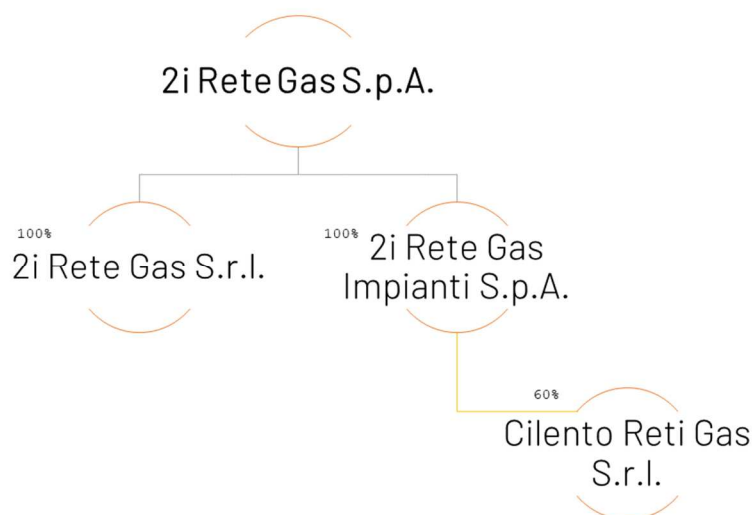 2i Rete Gas S.p.A.
100%
2i Rete Gas S.r.l.
100%
2i Rete Gas
Impianti S.p.A.
60%
Cilento Reti Gas
S.r.l.